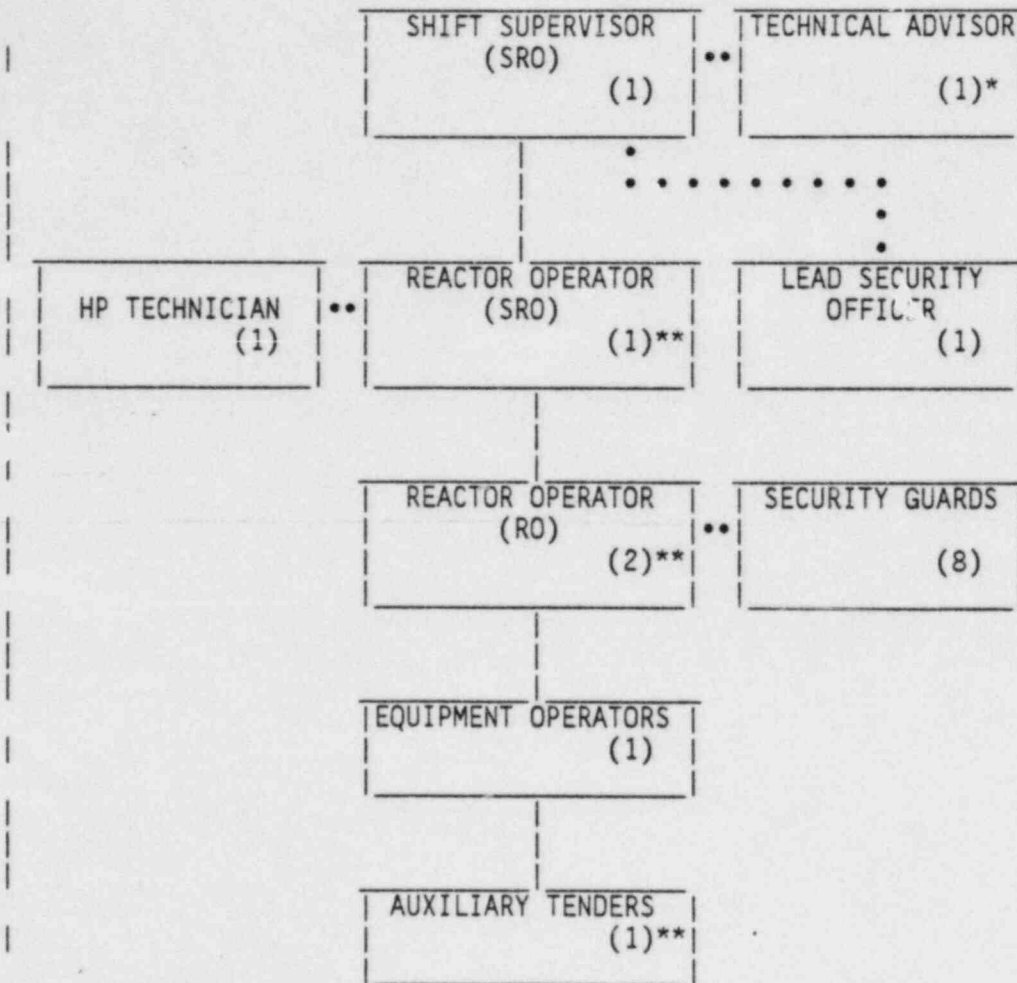 SHIFT SUPERVISOR
(SRO)
(1)
TECHNICAL ADVISOR
(1)*
HP TECHNICIAN
(1)
REACTOR OPERATOR
(SRO)
(1)**
LEAD SECURITY
(1)
REACTOR OPERATOR
(RO)
(2)**
SECURITY GUARDS
(8)
EQUIPMENT OPERATORS
(1)
AUXILIARY TENDERS
(1)**